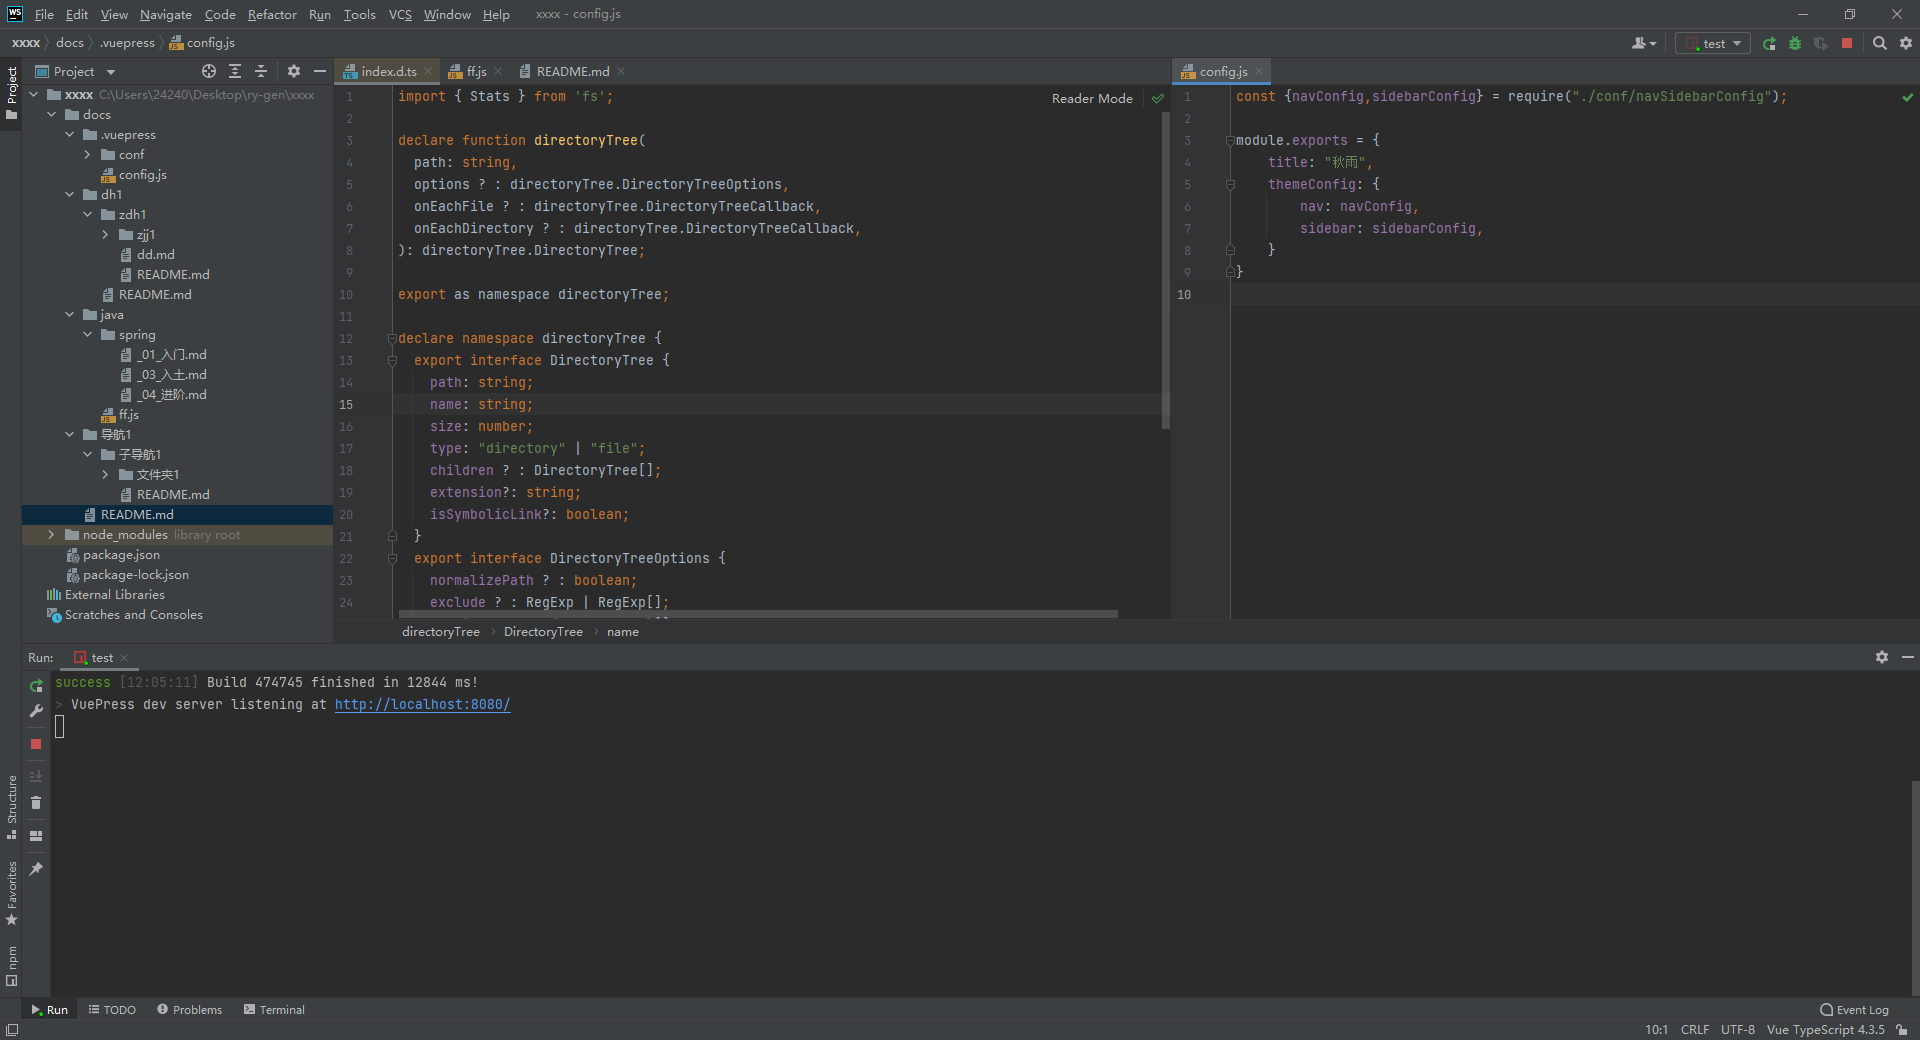 WS File Edit View Navigate Code Refactor Run Tools VCS Window Help xxxx - config.js
xxxx docs .vuepress config.js
test
Project
Project
xxxx C:\Users\24240\Desktop\ry-gen\xxxx
docs
.vuepress
conf
config.js
dh1
zdh1
zjj1
dd.md
README.md
README.md
java
spring
_01_入门.md
_03_入土.md
_04_进阶.md
ff.js
导航1
子导航1
文件夹1
README.md
README.md
node_modules library root
package.json
package-lock.json
External Libraries
Scratches and Consoles
index.d.ts ff.js README.md
Reader Mode
1 import { Stats } from 'fs';
2
3 declare function directoryTree(
4 path: string,
5 options ? : directoryTree.DirectoryTreeOptions,
6 onEachFile ? : directoryTree.DirectoryTreeCallback,
7 onEachDirectory ? : directoryTree.DirectoryTreeCallback,
8 ): directoryTree.DirectoryTree;
9
10 export as namespace directoryTree;
11
12 declare namespace directoryTree {
13 export interface DirectoryTree {
14 path: string;
15 name: string;
16 size: number;
17 type: "directory" | "file";
18 children ? : DirectoryTree[];
19 extension?: string;
20 isSymbolicLink?: boolean;
21 }
22 export interface DirectoryTreeOptions {
23 normalizePath ? : boolean;
24 exclude ? : RegExp | RegExp[];
directoryTree DirectoryTree name
config.js
1 const {navConfig,sidebarConfig} = require("./conf/navSidebarConfig");
2
3 module.exports = {
4 title: "秋雨",
5 themeConfig: {
6 nav: navConfig,
7 sidebar: sidebarConfig,
8 }
9 }
10
Run: test
success [12:05:11] Build 474745 finished in 12844 ms!
> VuePress dev server listening at http://localhost:8080/
Structure
Favorites
npm
Run TODO Problems Terminal Event Log
10:1 CRLF UTF-8 Vue TypeScript 4.3.5